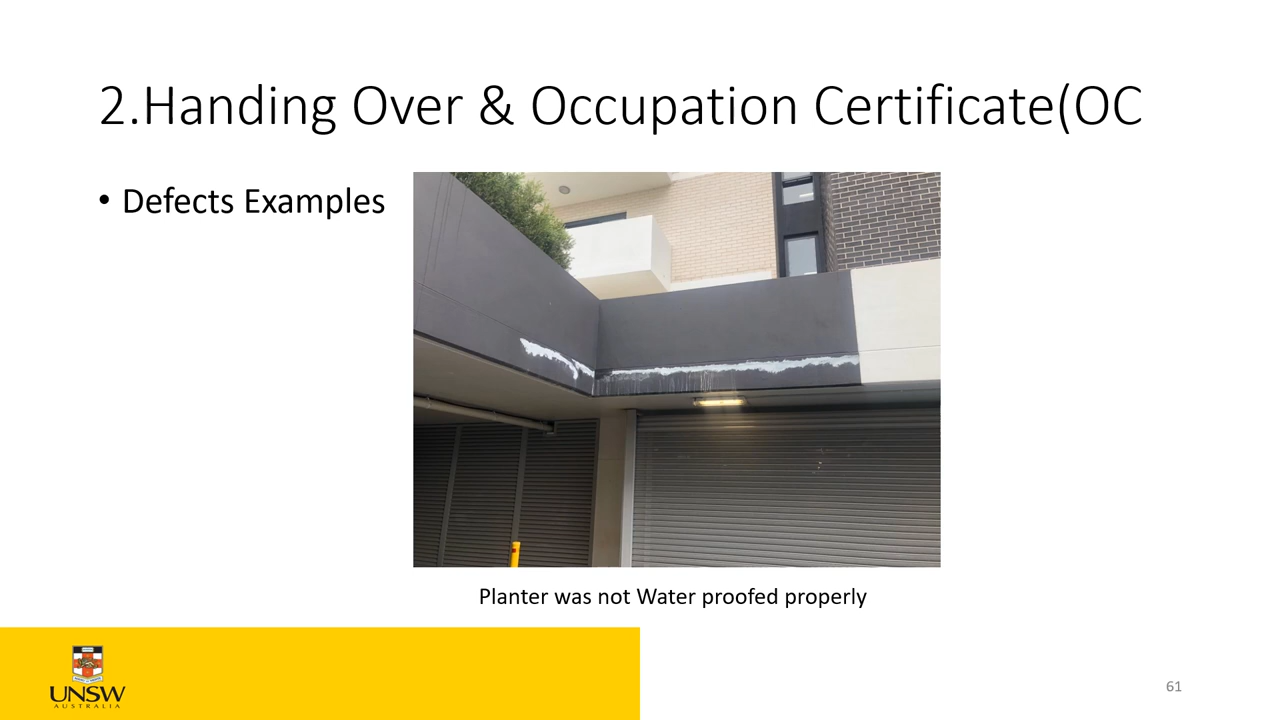 2.Handing Over & Occupation Certificate(OC
• Defects Examples
Planter was not Water proofed properly
UNSW
AUSTRALIA
61